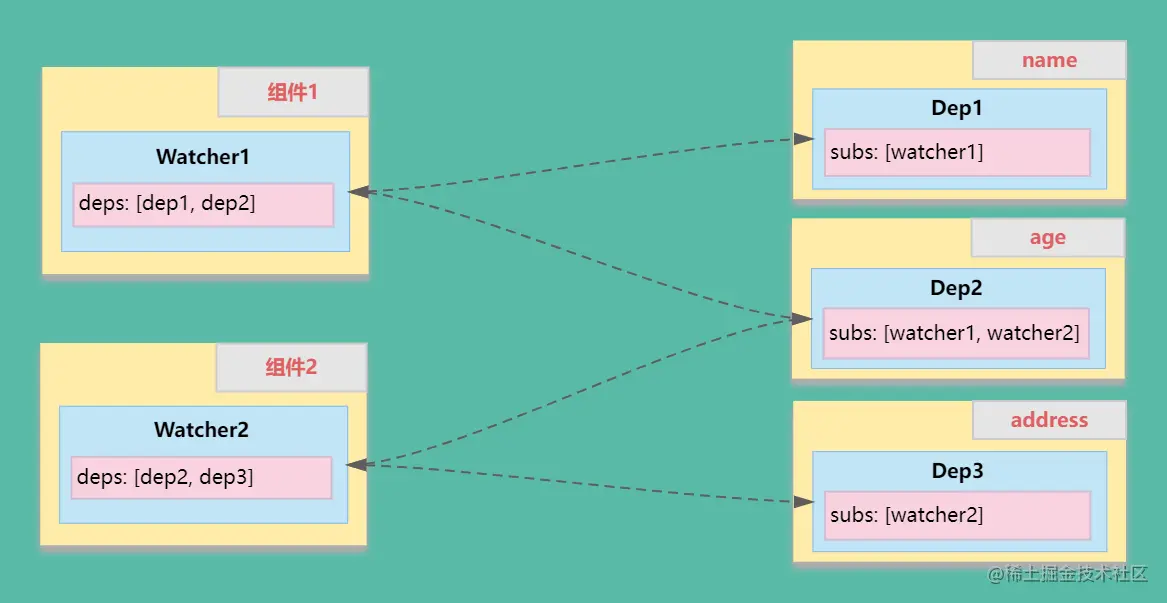 组件1
Watcher1
deps: [dep1, dep2]
组件2
Watcher2
deps: [dep2, dep3]
name
Dep1
subs: [watcher1]
age
Dep2
subs: [watcher1, watcher2]
address
Dep3
subs: [watcher2]
@稀土掘金技术社区